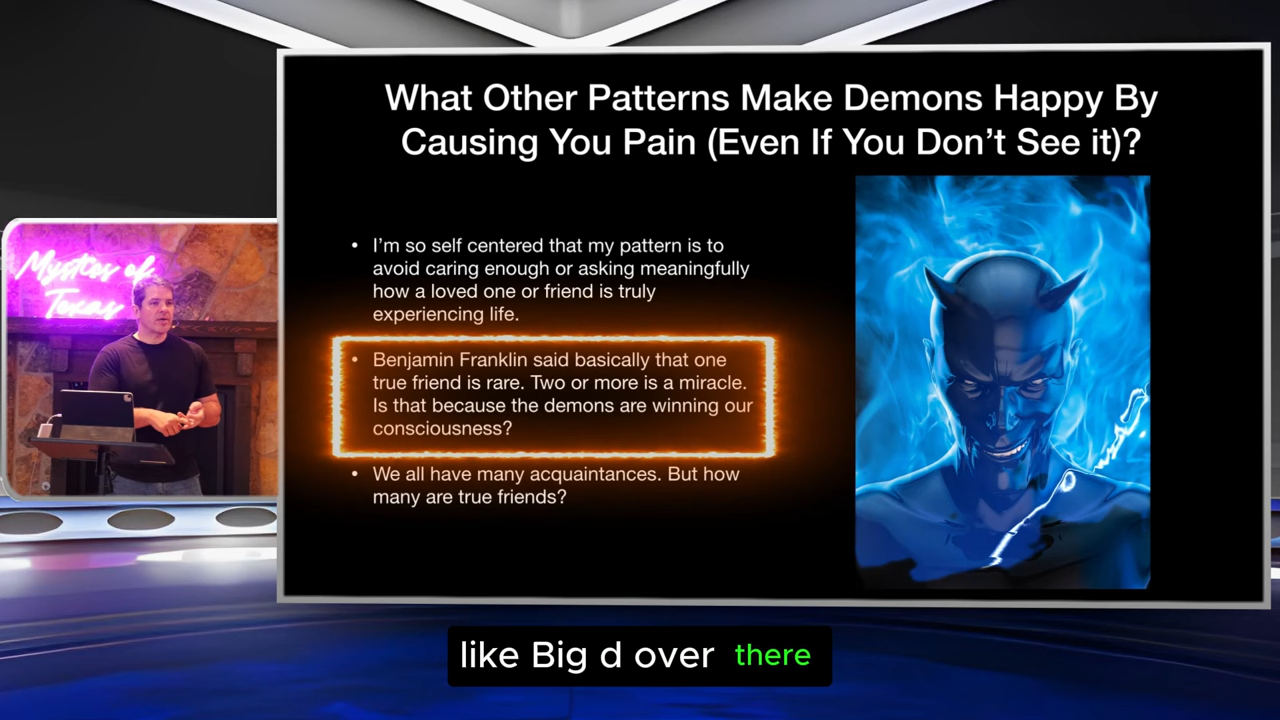 What Other Patterns Make Demons Happy By
Causing You Pain (Even If You Don’t See it)?
Mystics of
Texas
• I’m so self centered that my pattern is to
avoid caring enough or asking meaningfully
how a loved one or friend is truly
experiencing life.
• Benjamin Franklin said basically that one
true friend is rare. Two or more is a miracle.
Is that because the demons are winning our
consciousness?
• We all have many acquaintances. But how
many are true friends?
like Big d over there